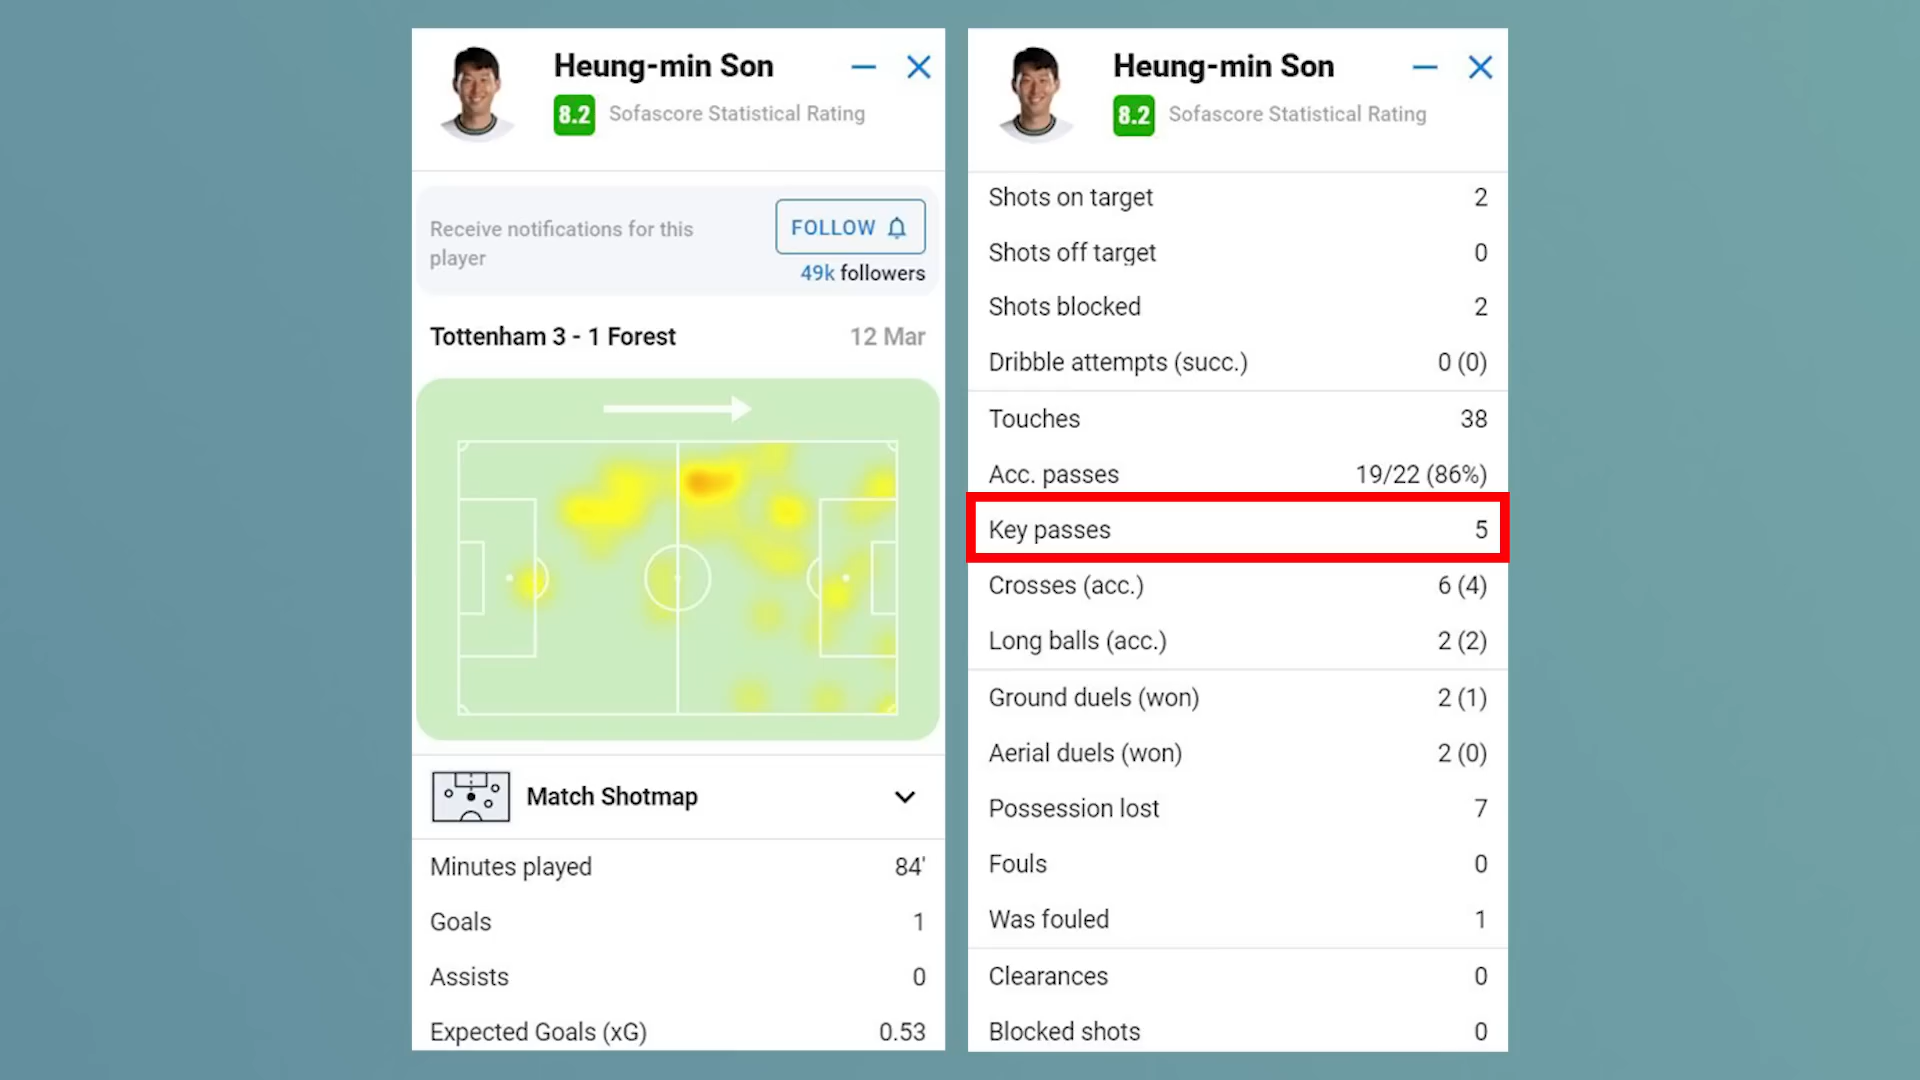 Heung-min Son
8.2 Sofascore Statistical Rating
Receive notifications for this
player
FOLLOW
49k followers
Tottenham 3 - 1 Forest 12 Mar
Match Shotmap
Minutes played 84'
Goals 1
Assists 0
Expected Goals (xG) 0.53
Heung-min Son
8.2 Sofascore Statistical Rating
Shots on target 2
Shots off target 0
Shots blocked 2
Dribble attempts (succ.) 0 (0)
Touches 38
Acc. passes 19/22 (86%)
Key passes 5
Crosses (acc.) 6 (4)
Long balls (acc.) 2 (2)
Ground duels (won) 2 (1)
Aerial duels (won) 2 (0)
Possession lost 7
Fouls 0
Was fouled 1
Clearances 0
Blocked shots 0